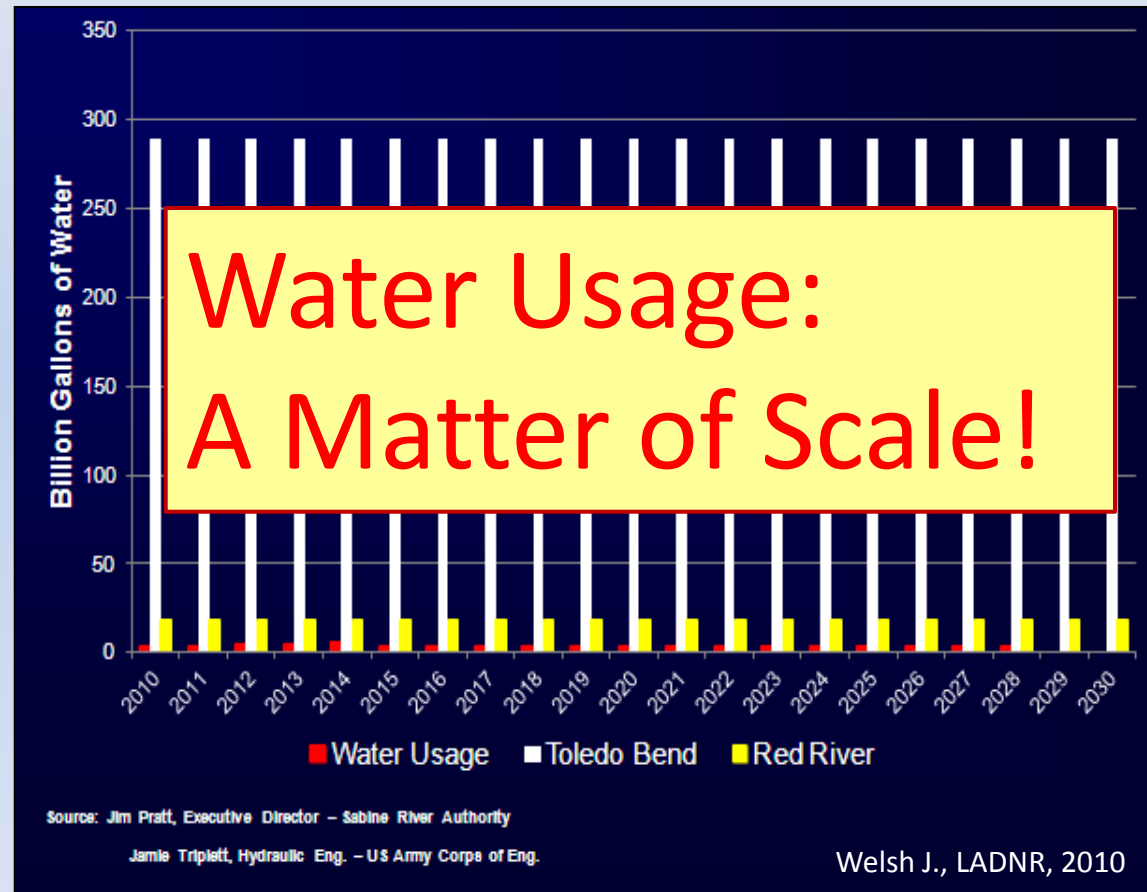 350
300
250
200
150
100
50
0
Billion Gallons of Water
Water Usage:
A Matter of Scale!
2010 2011 2012 2013 2014 2015 2016 2017 2018 2019 2020 2021 2022 2023 2024 2025 2026 2027 2028 2029 2030
Water Usage Toledo Bend Red River
Source: Jim Pratt, Executive Director – Sabine River Authority
Jamie Triplett, Hydraulic Eng. – US Army Corps of Eng.
Welsh J., LADNR, 2010